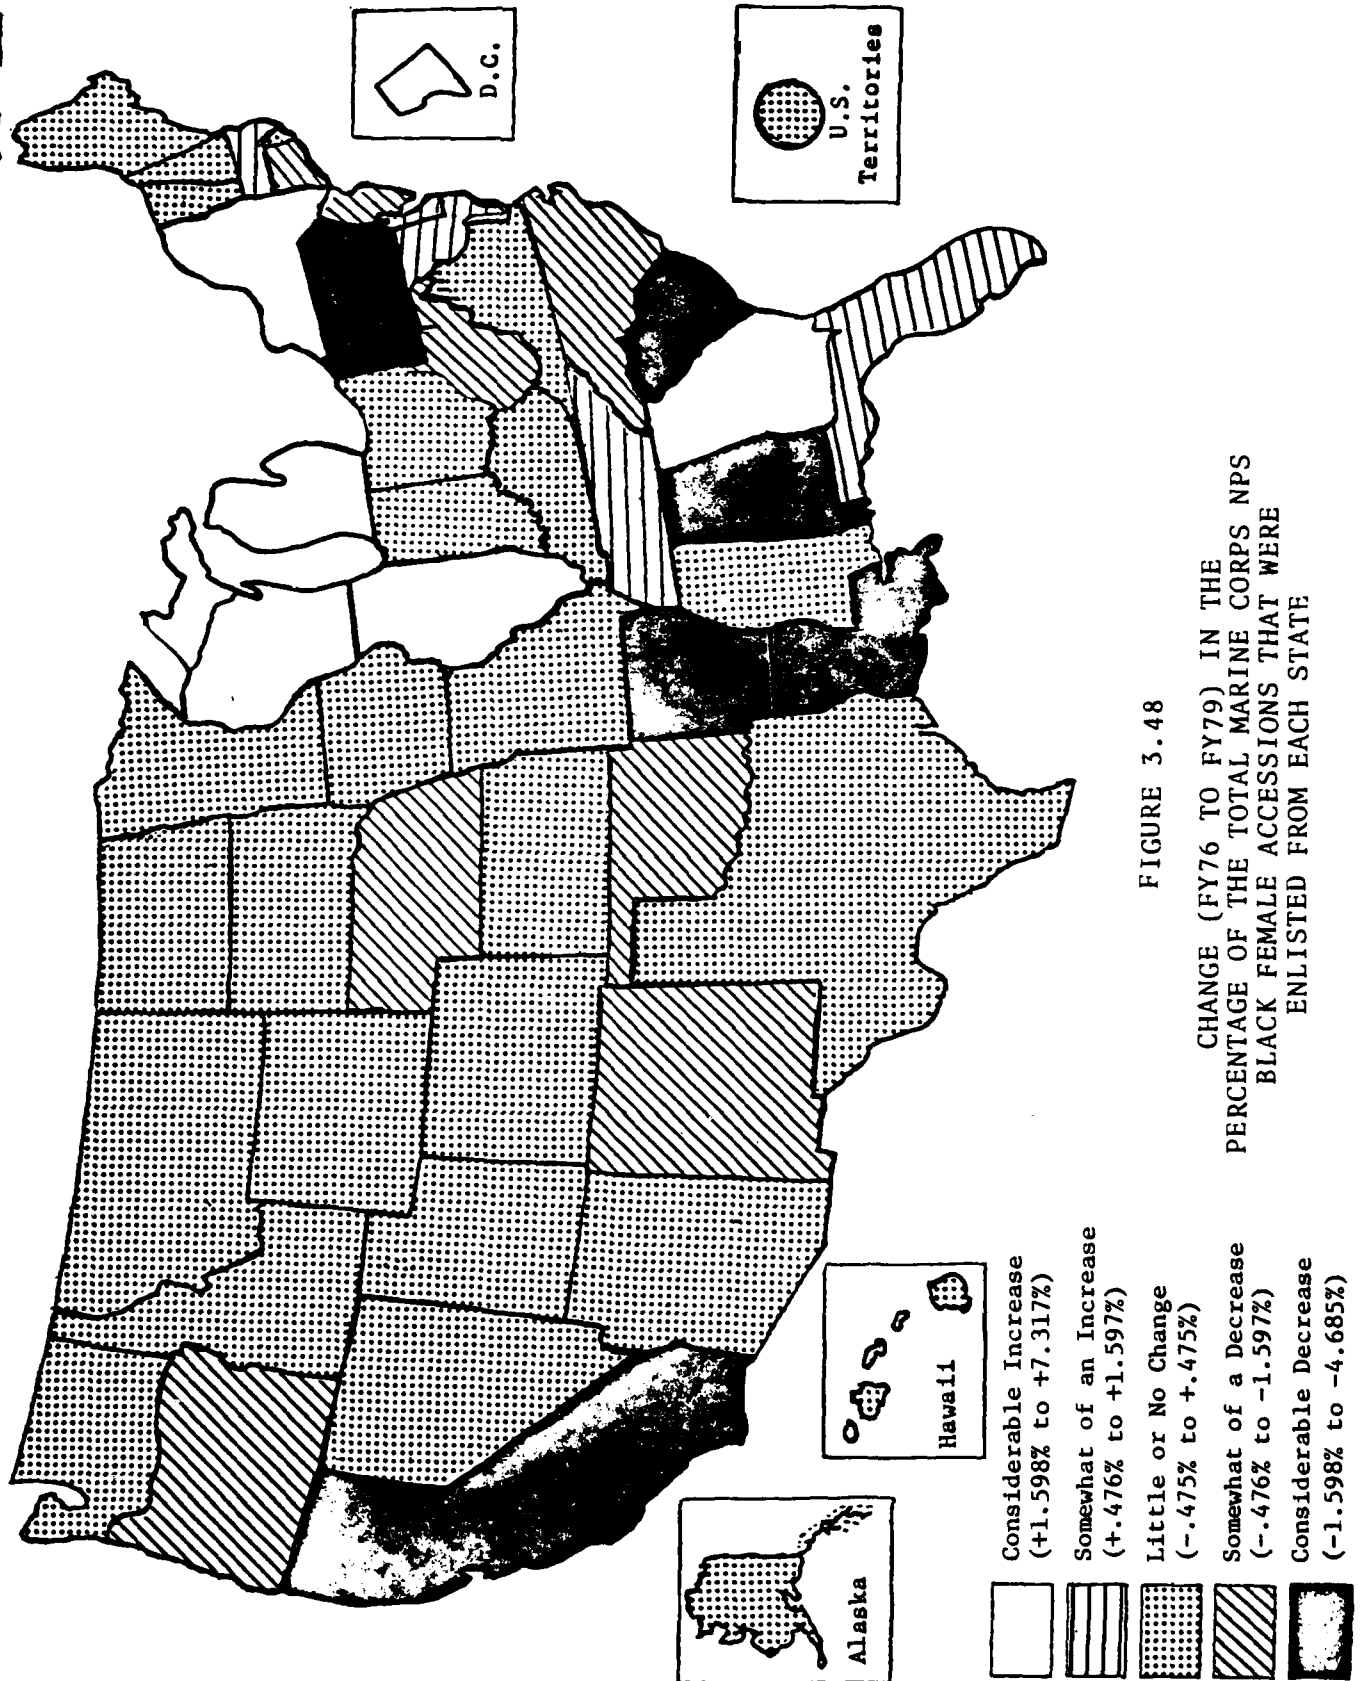 D.C.
U.S.
Territories
Alaska
Hawaii
FIGURE 3.48
CHANGE (FY76 TO FY79) IN THE
PERCENTAGE OF THE TOTAL MARINE CORPS NPS
BLACK FEMALE ACCESSIONS THAT WERE
ENLISTED FROM EACH STATE
Considerable Increase
(+1.598% to +7.317%)
Somewhat of an Increase
(+.476% to +1.597%)
Little or No Change
(-.475% to +.475%)
Somewhat of a Decrease
(-.476% to -1.597%)
Considerable Decrease
(-1.598% to -4.685%)